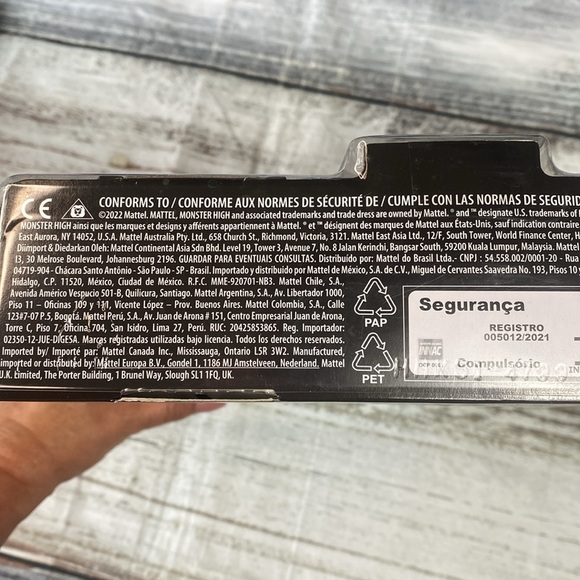 CE CONFORMS TO / CONFORME AUX NORMES DE SÉCURITÉ DE / CUMPLE CON LAS NORMAS DE SEGURID
©2022 Mattel. MATTEL, MONSTER HIGH and associated trademarks and trade dress are owned by Mattel. ® and ™ designate U.S. trademarks of
MONSTER HIGH ainsi que les marques et designs y afférents appartiennent à Mattel. ® et ™ désignent des marques de Mattel aux États-Unis, sauf indication contraire
East Aurora, NY 14052, U.S.A. Mattel Australia Pty. Ltd., 658 Church St., Richmond, Victoria, 3121. Mattel East Asia Ltd., 12/F, South Tower, World Finance Center, H
Diimport & Diedarkan Oleh: Mattel Continental Asia Sdn Bhd. Level 19, Tower 3, Avenue 7, No. 8 Jalan Kerinchi, Bangsar South, 59200 Kuala Lumpur, Malaysia. Mattel
13, 30 Melrose Boulevard, Johannesburg 2196. GUARDAR PARA EVENTUAIS CONSULTAS. Distribuído por: Mattel do Brasil Ltda.- CNPJ : 54.558.002/0001-20 - Rua
04719-904 - Chácara Santo Antônio - São Paulo - SP - Brasil. Importado y distribuido por Mattel de México, S.A. de C.V., Miguel de Cervantes Saavedra No. 193, Pisos 10
Hidalgo, C.P. 11520, México, Ciudad de México. R.F.C. MME-920701-NB3. Mattel Chile, S.A.,
Avenida Américo Vespucio 501-B, Quilicura, Santiago. Mattel Argentina, S.A., Av. Libertador 1000,
Piso 11 – Oficinas 109 y 111, Vicente López – Prov. Buenos Aires. Mattel Colombia, S.A., Calle
123#7-07 P.5, Bogotá. Mattel Perú, S.A., Av. Juan de Arona # 151, Centro Empresarial Juan de Arona,
Torre C, Piso 7, Oficina 704, San Isidro, Lima 27, Perú. RUC: 20425853865. Reg. Importador:
02350-12-JUE-DIGESA. Marcas registradas utilizadas bajo licencia. Todos los derechos reservados.
Imported by/Importé par: Mattel Canada Inc., Mississauga, Ontario L5R 3W2. Manufactured,
imported or distributed by: Mattel Europa B.V., Gondel 1, 1186 MJ Amstelveen, Nederland. Mattel
U.K. Limited, The Porter Building, 1 Brunel Way, Slough SL1 1FQ, UK.
PAP
PET
Segurança
REGISTRO
005012/2021
Compulsório